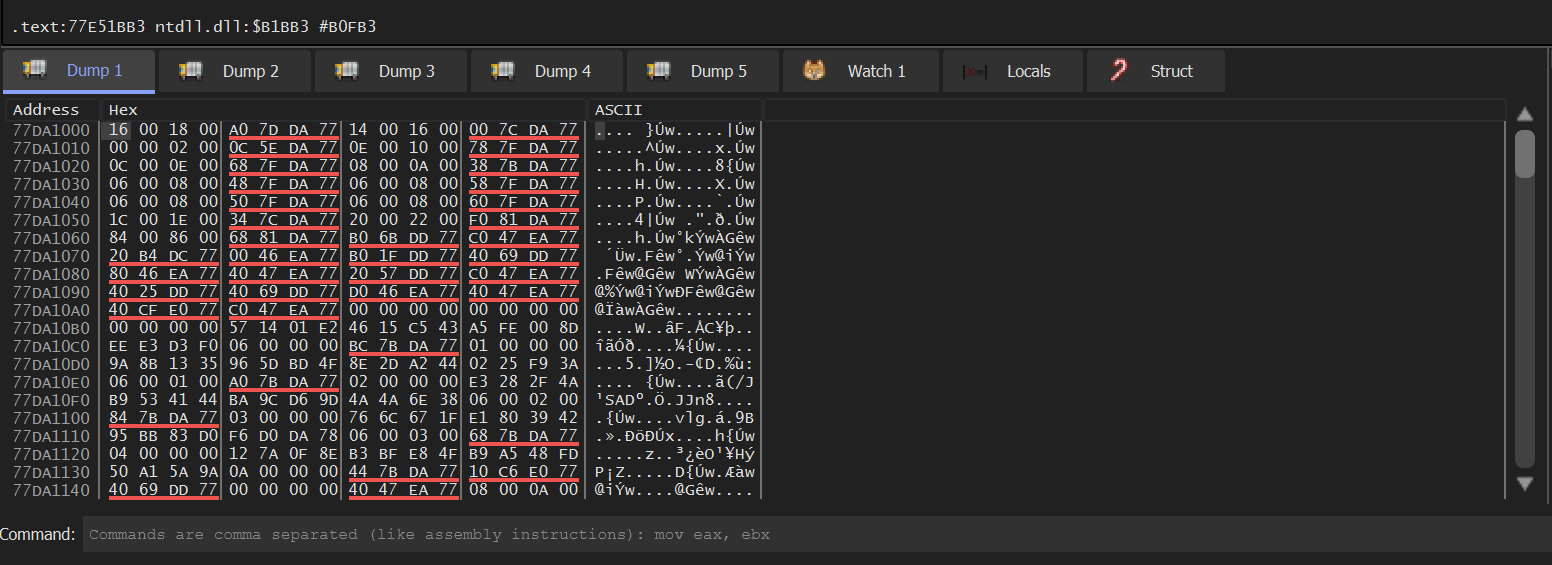 .text:77E51BB3 ntdll.dll:$B1BB3 #B0FB3
Dump 1 Dump 2 Dump 3 Dump 4 Dump 5 Watch 1 Locals Struct
Address Hex ASCII
77DA1000 16 00 18 00 A0 7D DA 77 14 00 16 00 00 7C DA 77 .... }Úw.....|Úw
77DA1010 00 00 02 00 0C 5E DA 77 0E 00 10 00 78 7F DA 77 .....^Úw....x.Úw
77DA1020 0C 00 0E 00 68 7F DA 77 08 00 0A 00 38 7B DA 77 ....h.Úw....8{Úw
77DA1030 06 00 08 00 48 7F DA 77 06 00 08 00 58 7F DA 77 ....H.Úw....X.Úw
77DA1040 06 00 08 00 50 7F DA 77 06 00 08 00 60 7F DA 77 ....P.Úw....`.Úw
77DA1050 1C 00 1E 00 34 7C DA 77 20 00 22 00 F0 81 DA 77 ....4|Úw .".ð.Úw
77DA1060 84 00 86 00 68 81 DA 77 B0 6B DD 77 C0 47 EA 77 ....h.Úw°kÝwÀGêw
77DA1070 20 B4 DC 77 00 46 EA 77 B0 1F DD 77 40 69 DD 77  ´Üw.Fêw°.Ýw@iÝw
77DA1080 80 46 EA 77 40 47 EA 77 20 57 DD 77 C0 47 EA 77 .Fêw@Gêw WÝwÀGêw
77DA1090 40 25 DD 77 40 69 DD 77 D0 46 EA 77 40 47 EA 77 @%Ýw@iÝwÐFêw@Gêw
77DA10A0 40 CF E0 77 C0 47 EA 77 00 00 00 00 00 00 00 00 @ÏàwÀGêw........
77DA10B0 00 00 00 00 57 14 01 E2 46 15 C5 43 A5 FE 00 8D ....W..âF.ÅC¥þ..
77DA10C0 EE E3 D3 F0 06 00 00 00 BC 7B DA 77 01 00 00 00 îãÓð....¼{Úw....
77DA10D0 9A 8B 13 35 96 5D BD 4F 8E 2D A2 44 02 25 F9 3A ...5.]½O.-¢D.%ù:
77DA10E0 06 00 01 00 A0 7B DA 77 02 00 00 00 E3 28 2F 4A .... {Úw....ã(/J
77DA10F0 B9 53 41 44 BA 9C D6 9D 4A 4A 6E 38 06 00 02 00 ¹SADº.Ö.JJn8....
77DA1100 84 7B DA 77 03 00 00 00 76 6C 67 1F E1 80 39 42 .{Úw....vlg.á.9B
77DA1110 95 BB 83 D0 F6 D0 DA 78 06 00 03 00 68 7B DA 77 .».ÐöÐÚx....h{Úw
77DA1120 04 00 00 00 12 7A 0F 8E B3 BF E8 4F B9 A5 48 FD .....z..³¿èO¹¥Hý
77DA1130 50 A1 5A 9A 0A 00 00 00 44 7B DA 77 10 C6 E0 77 P¡Z.....D{Úw.Æàw
77DA1140 40 69 DD 77 00 00 00 00 40 47 EA 77 08 00 0A 00 @iÝw....@Gêw....
Command: Commands are comma separated (like assembly instructions): mov eax, ebx